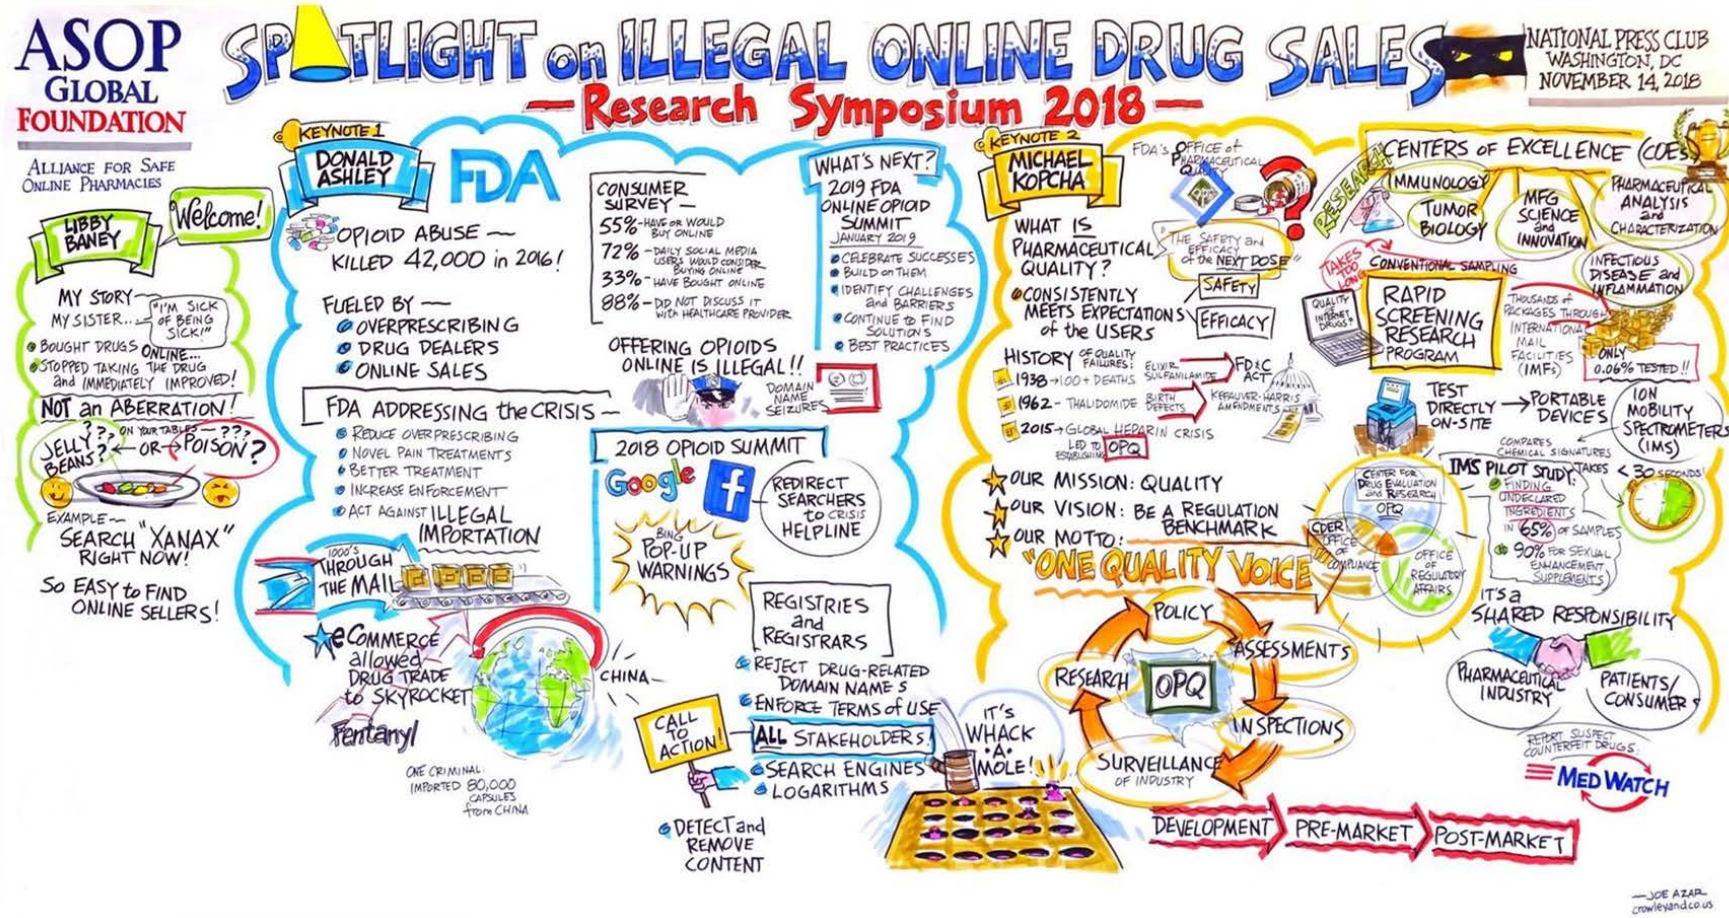 ASOP
GLOBAL
FOUNDATION
ALLIANCE FOR SAFE
ONLINE PHARMACIES
SPOTLIGHT on ILLEGAL ONLINE DRUG SALES
— Research Symposium 2018 —
NATIONAL PRESS CLUB
WASHINGTON, DC
NOVEMBER 14, 2018
LIBBY
BANEY
Welcome!
MY STORY—
MY SISTER...
"I'M SICK
OF BEING
SICK!"
BOUGHT DRUGS ONLINE...
STOPPED TAKING THE DRUG
and IMMEDIATELY IMPROVED!
NOT an ABERRATION!
ON YOUR TABLES—
JELLY???
BEANS?
← OR →
???
POISON?
EXAMPLE—
SEARCH "XANAX"
RIGHT NOW!
SO EASY to FIND
ONLINE SELLERS!
KEYNOTE 1
DONALD
ASHLEY
FDA
OPIOID ABUSE —
KILLED 42,000 in 2016!
FUELED BY —
OVERPRESCRIBING
DRUG DEALERS
ONLINE SALES
FDA ADDRESSING the CRISIS —
REDUCE OVERPRESCRIBING
NOVEL PAIN TREATMENTS
BETTER TREATMENT
INCREASE ENFORCEMENT
ACT AGAINST ILLEGAL
IMPORTATION
1000's
THROUGH
THE MAIL
eCOMMERCE
allowed
DRUG TRADE
to SKYROCKET
Fentanyl
CHINA—
ONE CRIMINAL:
IMPORTED 80,000
CAPSULES
from CHINA
CONSUMER
SURVEY —
55% - HAVE OR WOULD
BUY ONLINE
72% - DAILY SOCIAL MEDIA
USERS WOULD CONSIDER
BUYING ONLINE
33% - HAVE BOUGHT ONLINE
88% - DID NOT DISCUSS IT
WITH HEALTHCARE PROVIDER
OFFERING OPIOIDS
ONLINE IS ILLEGAL!!
DOMAIN
NAME
SEIZURES
2018 OPIOID SUMMIT
Google
f
REDIRECT
SEARCHERS
to CRISIS
HELPLINE
BING
POP-UP
WARNINGS
REGISTRIES
and
REGISTRARS
REJECT DRUG-RELATED
DOMAIN NAMES
ENFORCE TERMS of USE
CALL
TO
ACTION!
ALL STAKEHOLDERS!
SEARCH ENGINES
LOGARITHMS
DETECT and
REMOVE
CONTENT
WHAT'S NEXT?
2019 FDA
ONLINE OPIOID
SUMMIT
JANUARY 2019
CELEBRATE SUCCESSES
BUILD ON THEM
IDENTIFY CHALLENGES
and BARRIERS
CONTINUE to FIND
SOLUTIONS
BEST PRACTICES
IT'S
WHACK
·A·
MOLE!
KEYNOTE 2
MICHAEL
KOPCHA
FDA'S OFFICE of
PHARMACEUTICAL
QUALITY
OPQ
WHAT IS
PHARMACEUTICAL
QUALITY?
"THE SAFETY and
EFFICACY
of the NEXT DOSE"
CONSISTENTLY
MEETS EXPECTATIONS
of the USERS
SAFETY
EFFICACY
HISTORY OF QUALITY
FAILURES:
1938 → 100+ DEATHS
ELIXIR
SULFANILAMIDE
FD&C
ACT
1962 - THALIDOMIDE
BIRTH
DEFECTS
KEFAUVER-HARRIS
AMENDMENTS
2015 → GLOBAL HEPARIN CRISIS
LED TO
ESTABLISHING OPQ
OUR MISSION: QUALITY
OUR VISION: BE A REGULATION
BENCHMARK
OUR MOTTO:
"ONE QUALITY VOICE
CENTER FOR
DRUG EVALUATION
and RESEARCH
OPQ
CDER
OFFICE
OF
COMPLIANCE
OFFICE
OF
REGULATORY
AFFAIRS
OPQ
POLICY
ASSESSMENTS
INSPECTIONS
SURVEILLANCE
OF INDUSTRY
RESEARCH
DEVELOPMENT
PRE-MARKET
POST-MARKET
RESEARCH
CENTERS OF EXCELLENCE (COEs)
IMMUNOLOGY
TUMOR
BIOLOGY
MFG
SCIENCE
and
INNOVATION
PHARMACEUTICAL
ANALYSIS
and
CHARACTERIZATION
INFECTIOUS
DISEASE and
INFLAMMATION
TAKES
TOO
LONG
CONVENTIONAL SAMPLING
QUALITY
OF
INTERNET
DRUGS?
RAPID
SCREENING
RESEARCH
PROGRAM
THOUSANDS of
PACKAGES THROUGH
INTERNATIONAL
MAIL
FACILITIES
(IMFs)
ONLY
0.06% TESTED!!
TEST
DIRECTLY
ON-SITE
→ PORTABLE
DEVICES
ION
MOBILITY
SPECTROMETERS
(IMS)
COMPARES
CHEMICAL SIGNATURES
IMS PILOT STUDY:
TAKES
< 30 SECONDS!
FINDING
UNDECLARED
INGREDIENTS
IN 65% OF SAMPLES
90% FOR SEXUAL
ENHANCEMENT
SUPPLEMENTS
IT'S a
SHARED RESPONSIBILITY
PHARMACEUTICAL
INDUSTRY
PATIENTS/
CONSUMERS
REPORT SUSPECT
COUNTERFEIT DRUGS:
MEDWATCH
—JOE AZAR
crowleyandco.us